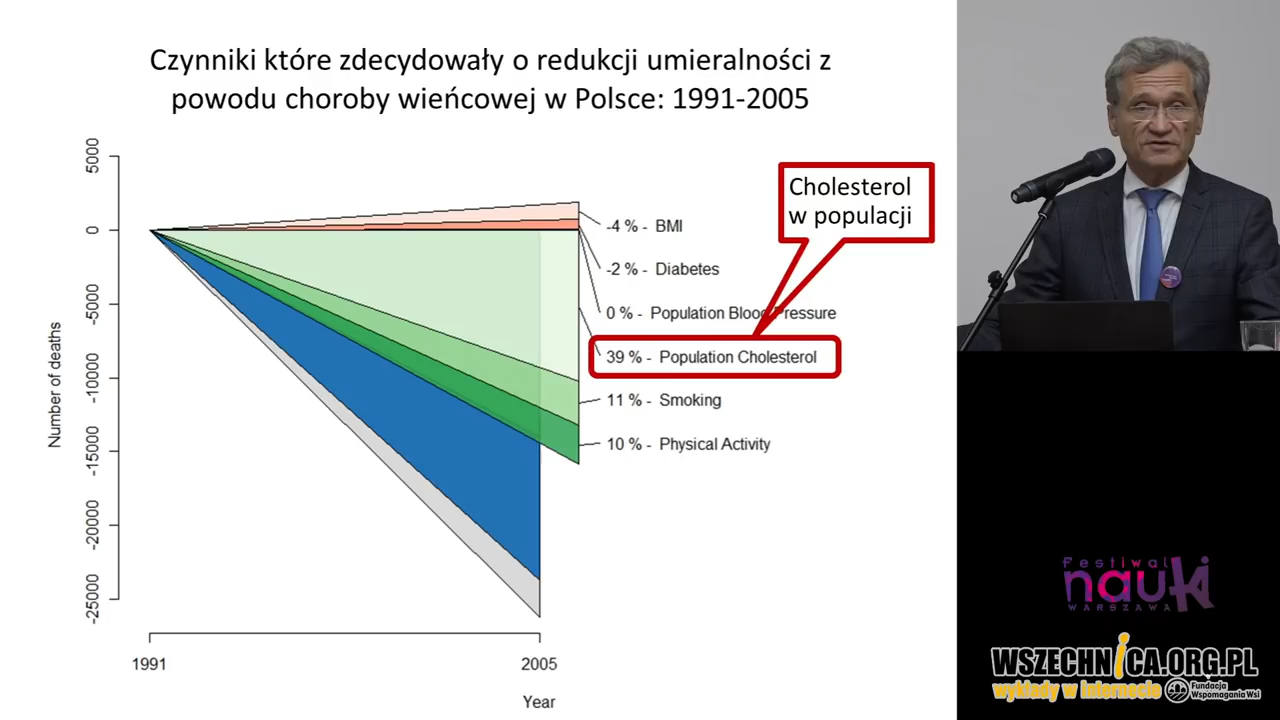 Czynniki które zdecydowały o redukcji umieralności z
powodu choroby wieńcowej w Polsce: 1991-2005
Cholesterol
w populacji
5000
0
-5000
-10000
-15000
-20000
-25000
Number of deaths
-4 % - BMI
-2 % - Diabetes
0 % - Population Blood Pressure
39 % - Population Cholesterol
11 % - Smoking
10 % - Physical Activity
1991
2005
Year
Festiwal
nauki
WARSZAWA
WSZECHNiCA.ORG.PL
wykłady w internecie
Fundacja
Wspomagania Wsi